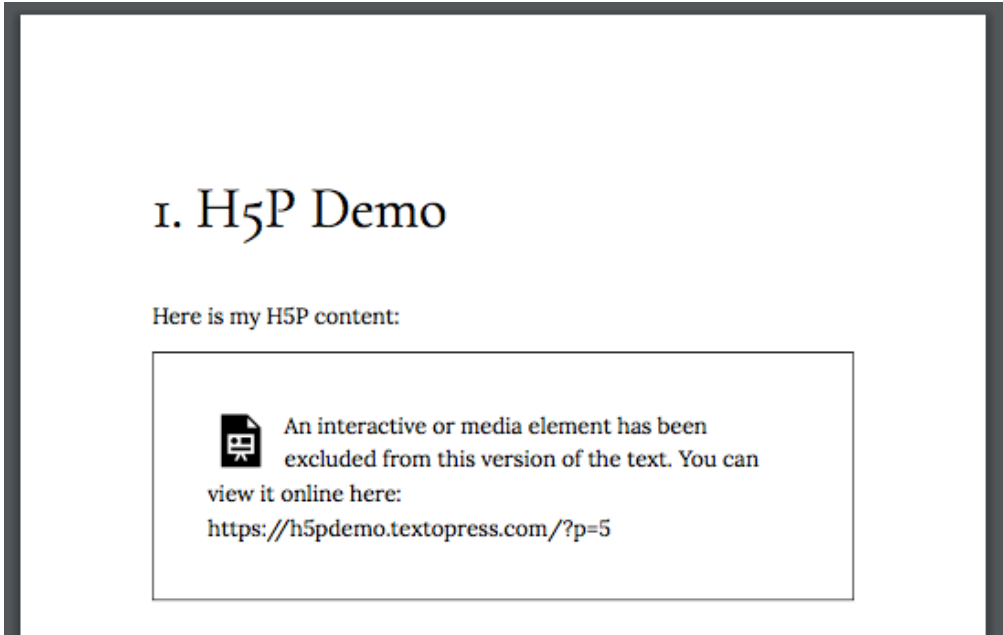 1. H5P Demo
Here is my H5P content:
An interactive or media element has been
excluded from this version of the text. You can
view it online here:
https://h5pdemo.textopress.com/?p=5